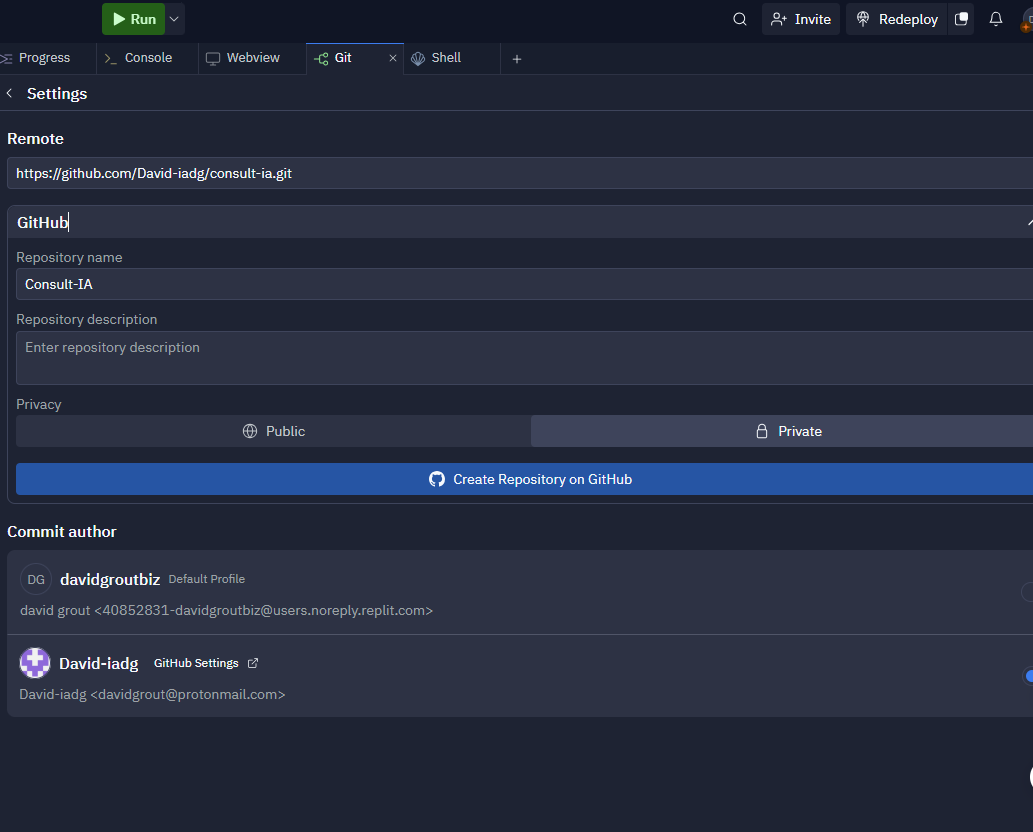 Run
Invite
Redeploy
Progress
Console
Webview
Git
Shell
Settings
Remote
https://github.com/David-iadg/consult-ia.git
GitHub
Repository name
Consult-IA
Repository description
Enter repository description
Privacy
Public
Private
Create Repository on GitHub
Commit author
DG davidgroutbiz Default Profile
david grout <40852831-davidgroutbiz@users.noreply.replit.com>
David-iadg GitHub Settings
David-iadg <davidgrout@protonmail.com>